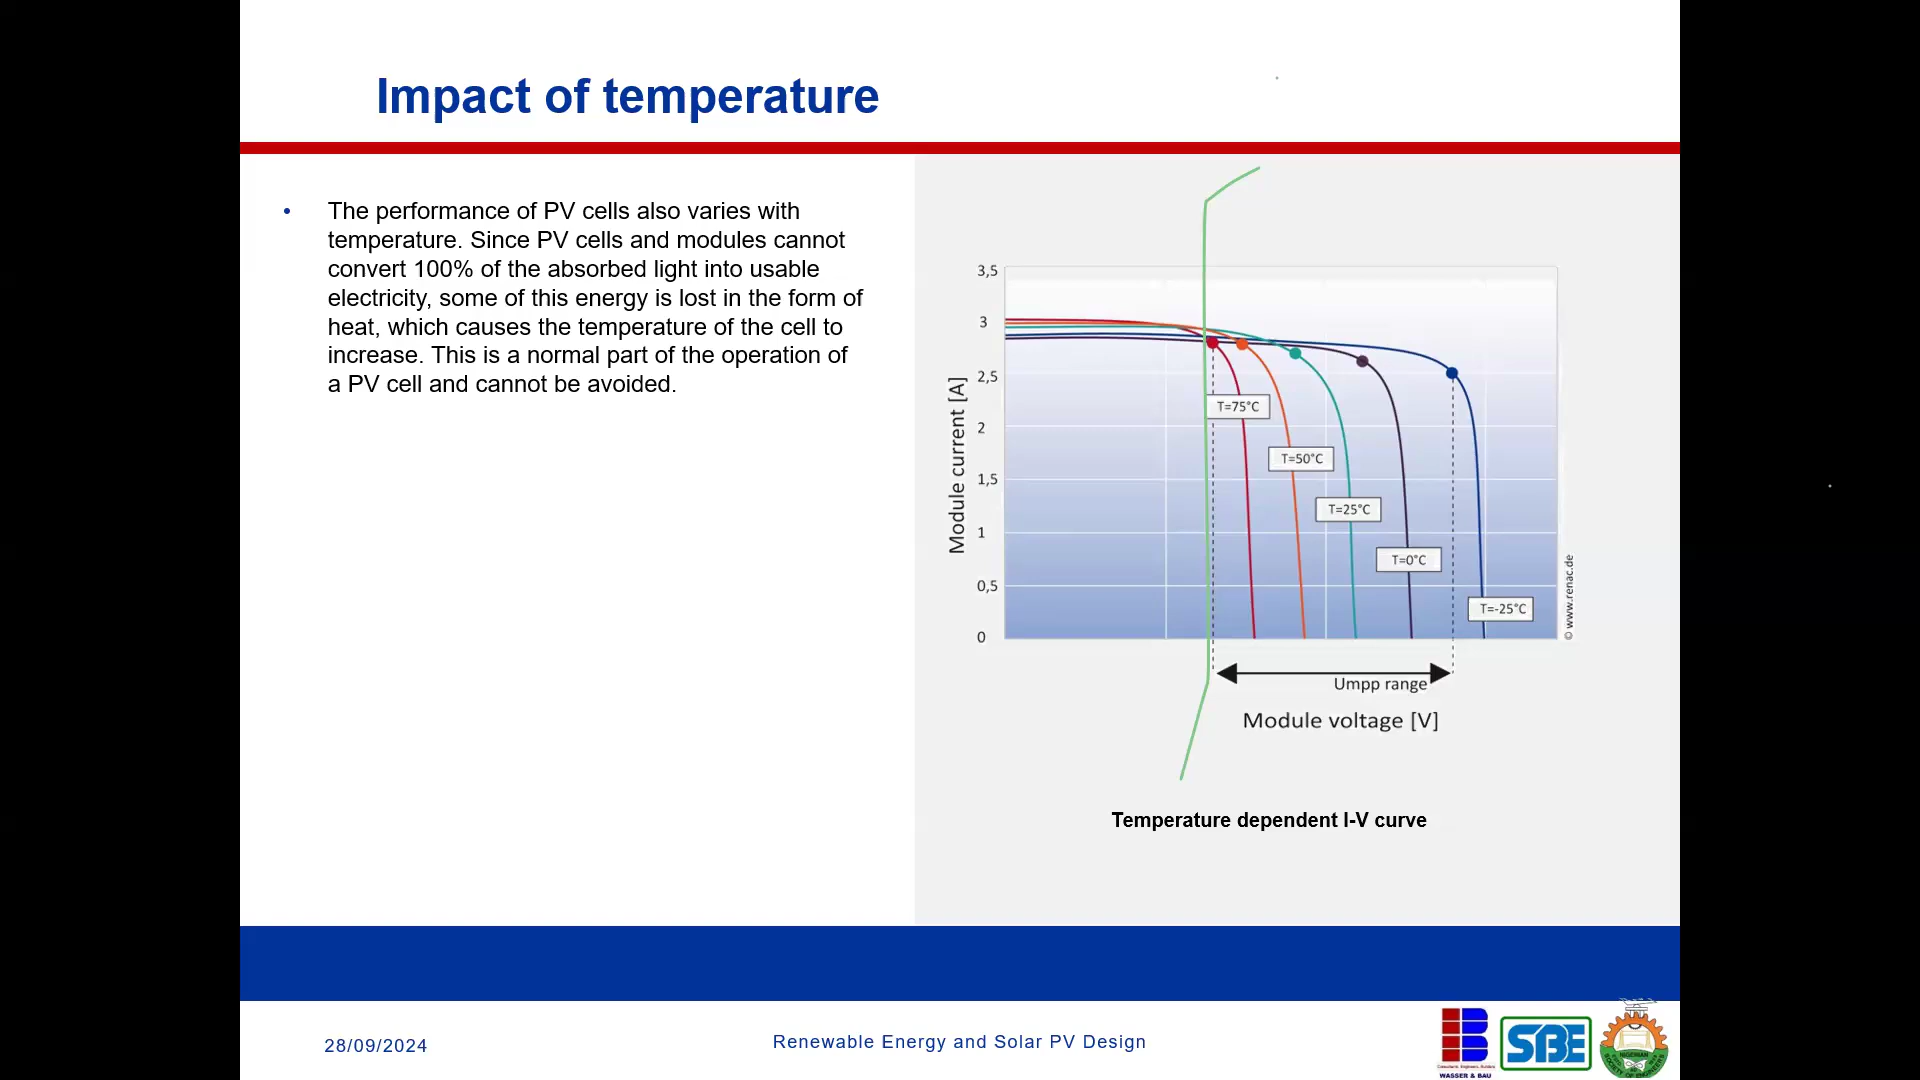 Impact of temperature
• The performance of PV cells also varies with
temperature. Since PV cells and modules cannot
convert 100% of the absorbed light into usable
electricity, some of this energy is lost in the form of
heat, which causes the temperature of the cell to
increase. This is a normal part of the operation of
a PV cell and cannot be avoided.
3,5
3
2,5
2
1,5
1
0,5
0
Module current [A]
T=75°C
T=50°C
T=25°C
T=0°C
T=-25°C
© www.renac.de
Umpp range
Module voltage [V]
Temperature dependent I-V curve
28/09/2024
Renewable Energy and Solar PV Design
WASSER & BAU
SBE
NIGERIAN
SOCIETY OF ENGINEERS